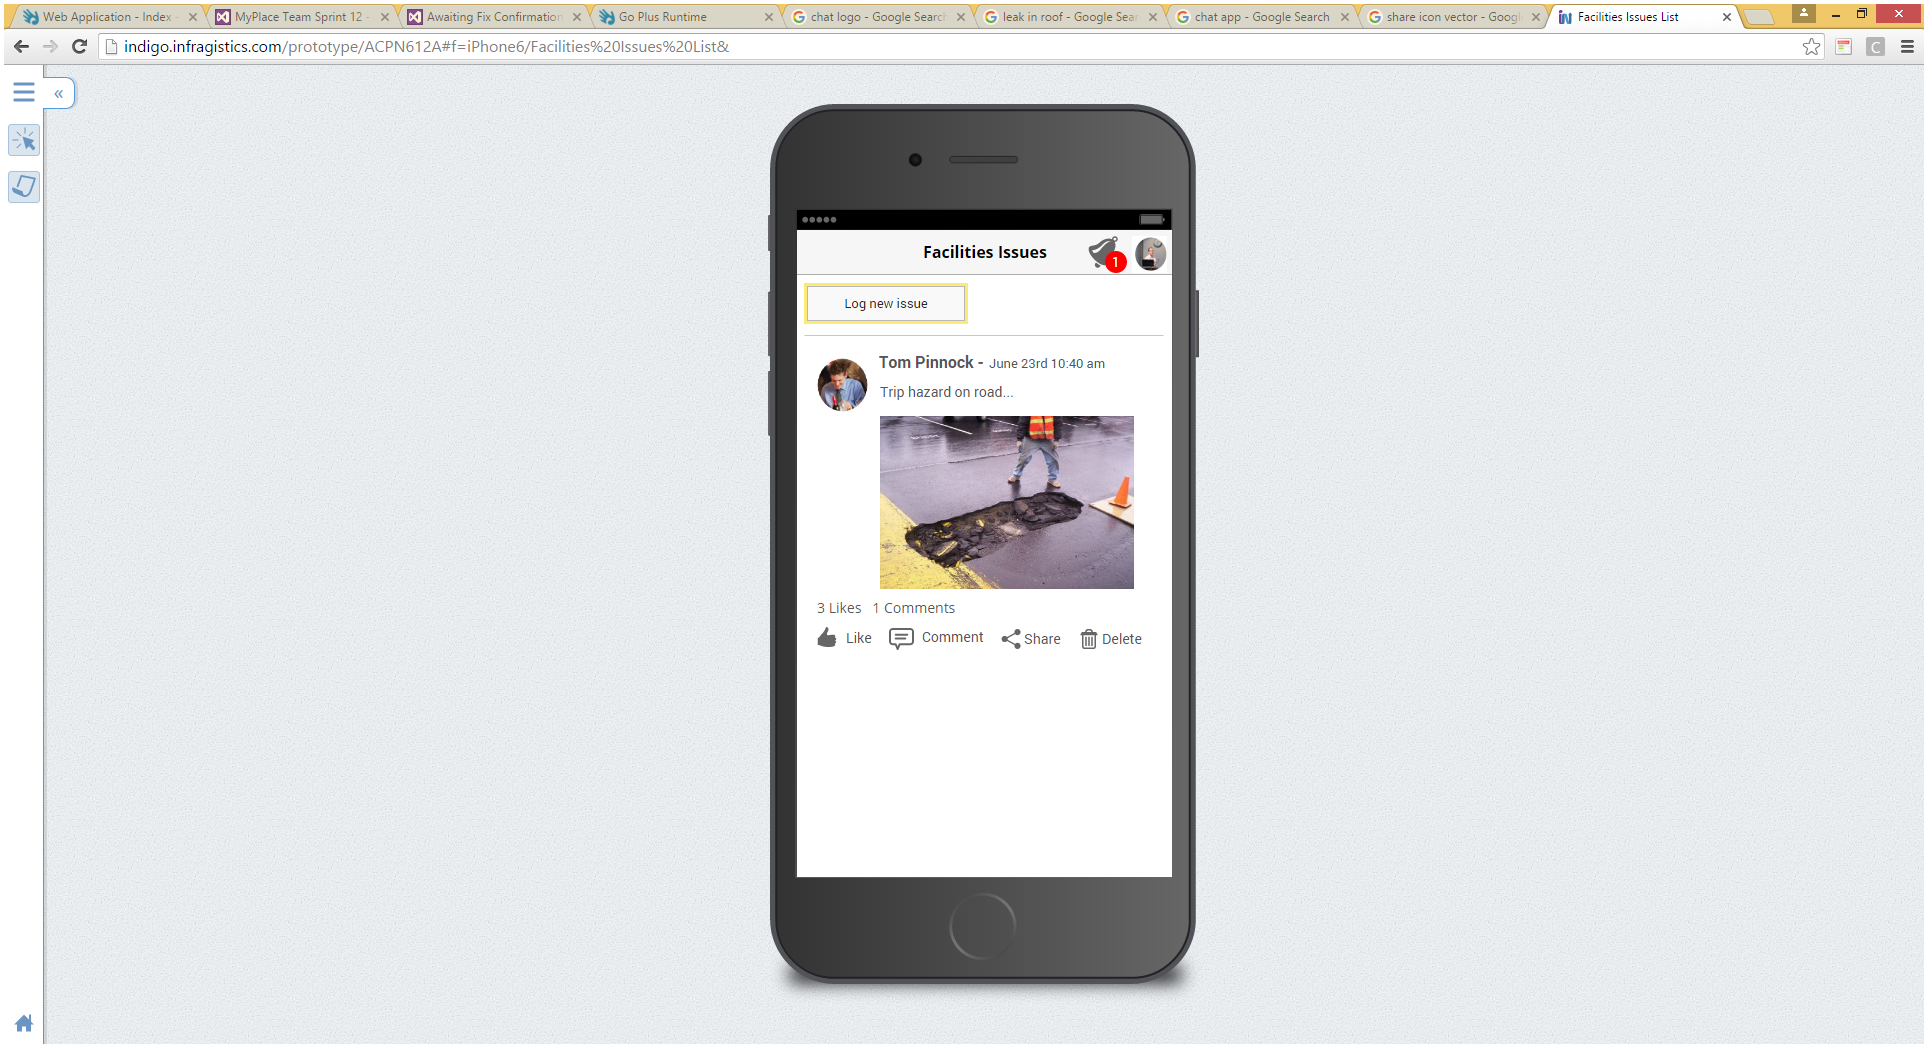 Web Application - Index -
MyPlace Team Sprint 12 -
Awaiting Fix Confirmation
Go Plus Runtime
chat logo - Google Search
leak in roof - Google Sear
chat app - Google Search
share icon vector - Googl
Facilities Issues List
indigo.infragistics.com/prototype/ACPN612A#f=iPhone6/Facilities%20Issues%20List&
C
«
Facilities Issues
1
Log new issue
Tom Pinnock - June 23rd 10:40 am
Trip hazard on road...
3 Likes 1 Comments
Like Comment Share Delete